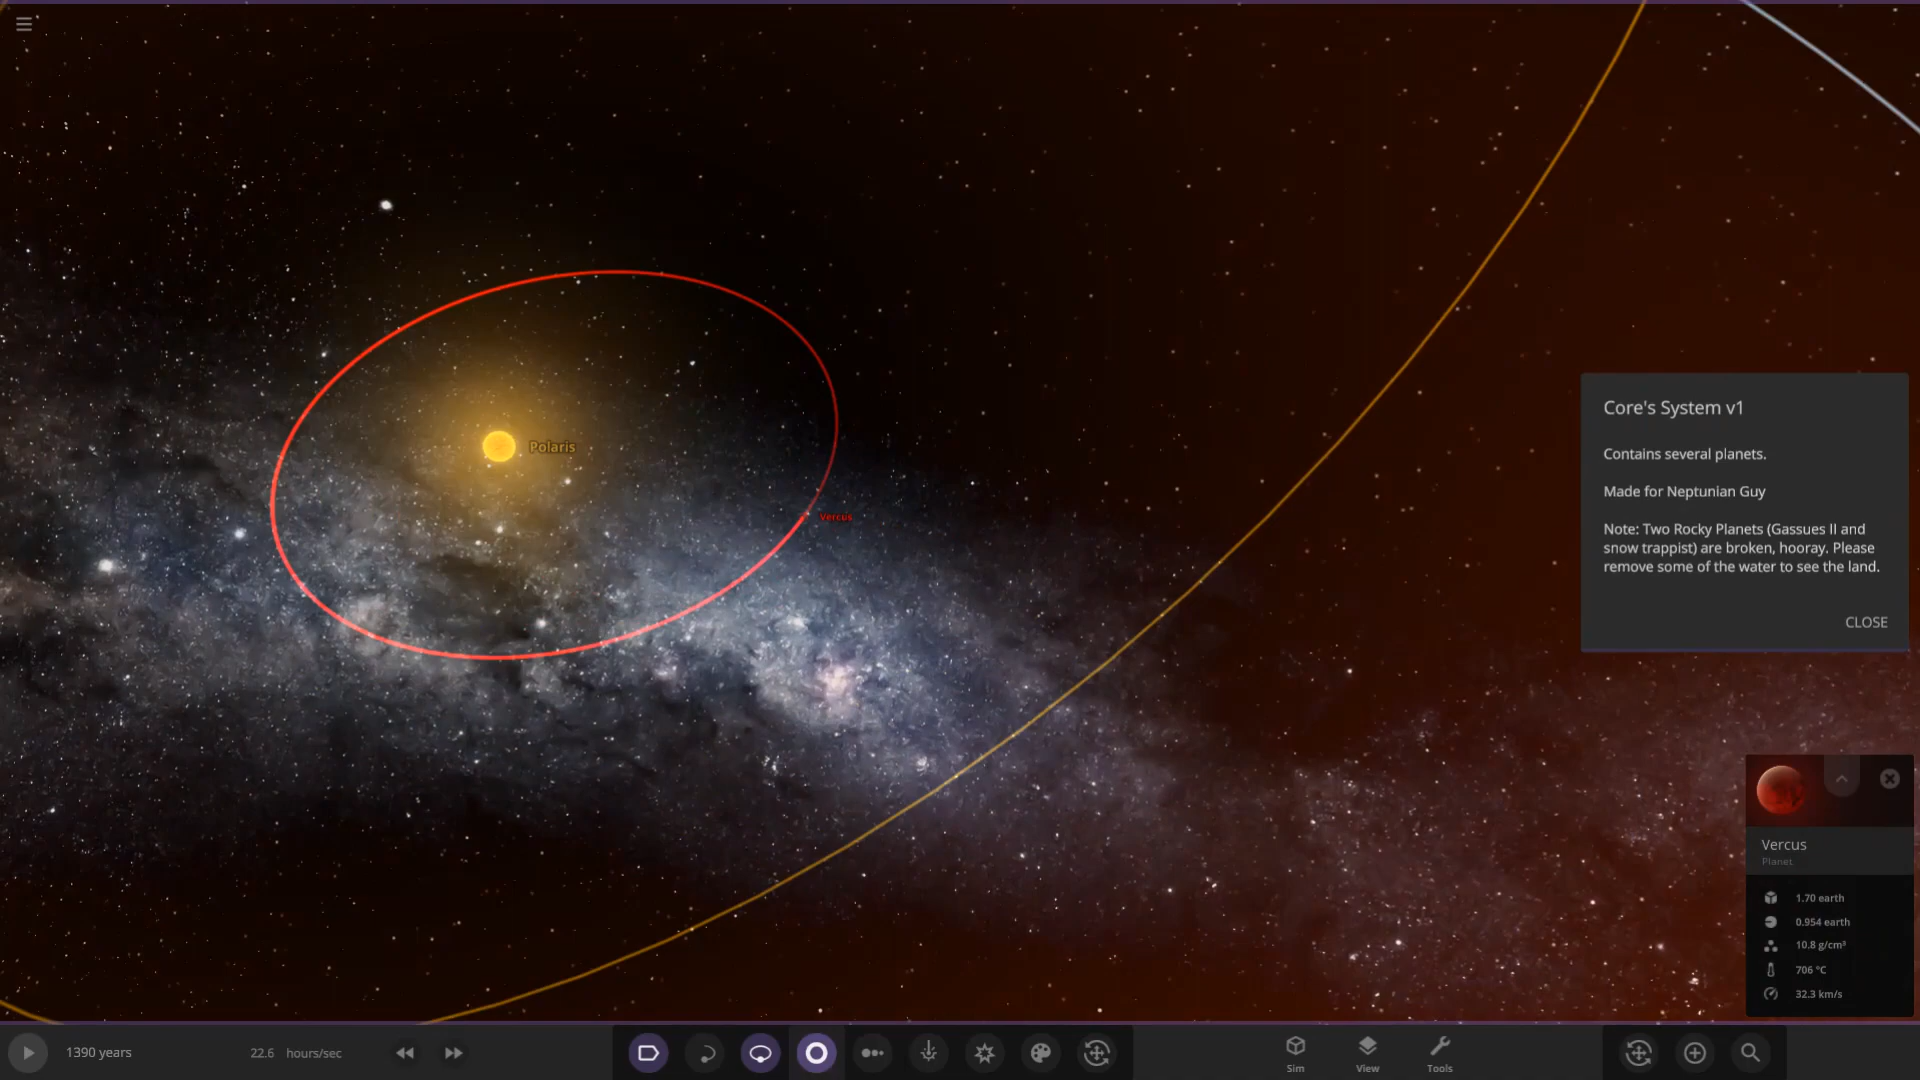 Polaris
Vercus
Core's System v1
Contains several planets.
Made for Neptunian Guy
Note: Two Rocky Planets (Gassues II and
snow trappist) are broken, hooray. Please
remove some of the water to see the land.
CLOSE
Vercus
Planet
1.70 earth
0.954 earth
10.8 g/cm³
706 °C
32.3 km/s
1390 years
22.6 hours/sec
Sim
View
Tools